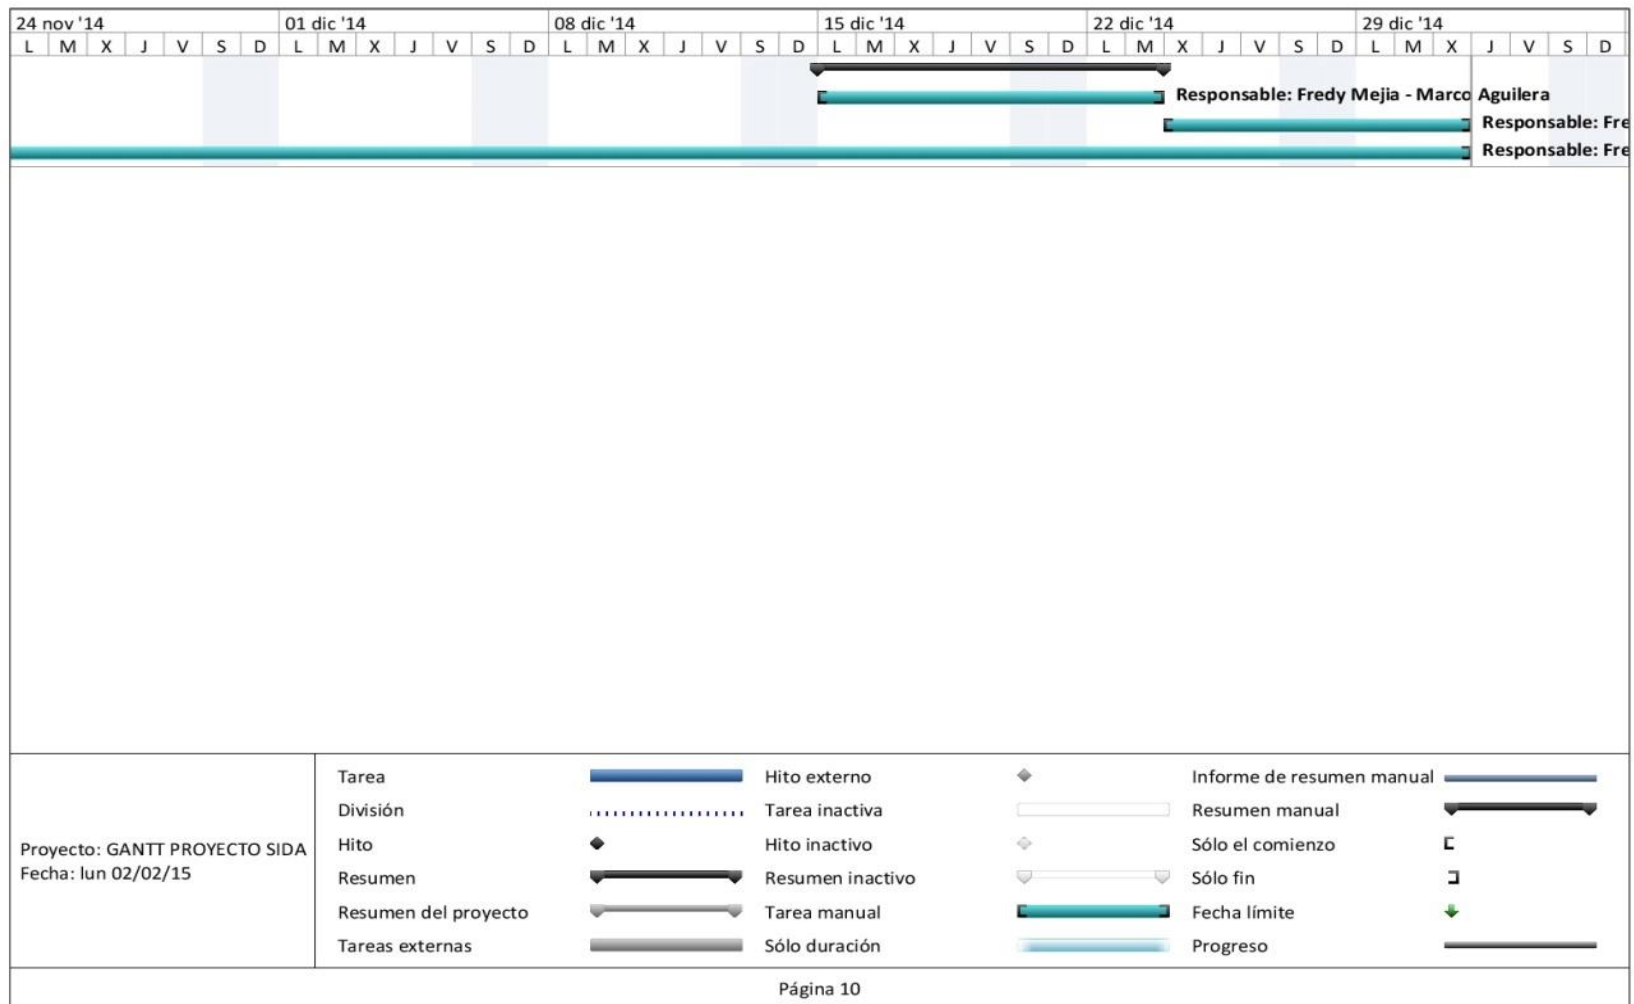 24 nov '14 01 dic '14 08 dic '14 15 dic '14 22 dic '14 29 dic '14
L M X J V S D L M X J V S D L M X J V S D L M X J V S D L M X J V S D L M X J V S D
Responsable: Fredy Mejia - Marco Aguilera
Responsable: Fre
Responsable: Fre
Proyecto: GANTT PROYECTO SIDA
Fecha: lun 02/02/15
Tarea
División
Hito
Resumen
Resumen del proyecto
Tareas externas
Hito externo
Tarea inactiva
Hito inactivo
Resumen inactivo
Tarea manual
Sólo duración
Informe de resumen manual
Resumen manual
Sólo el comienzo
Sólo fin
Fecha límite
Progreso
Página 10